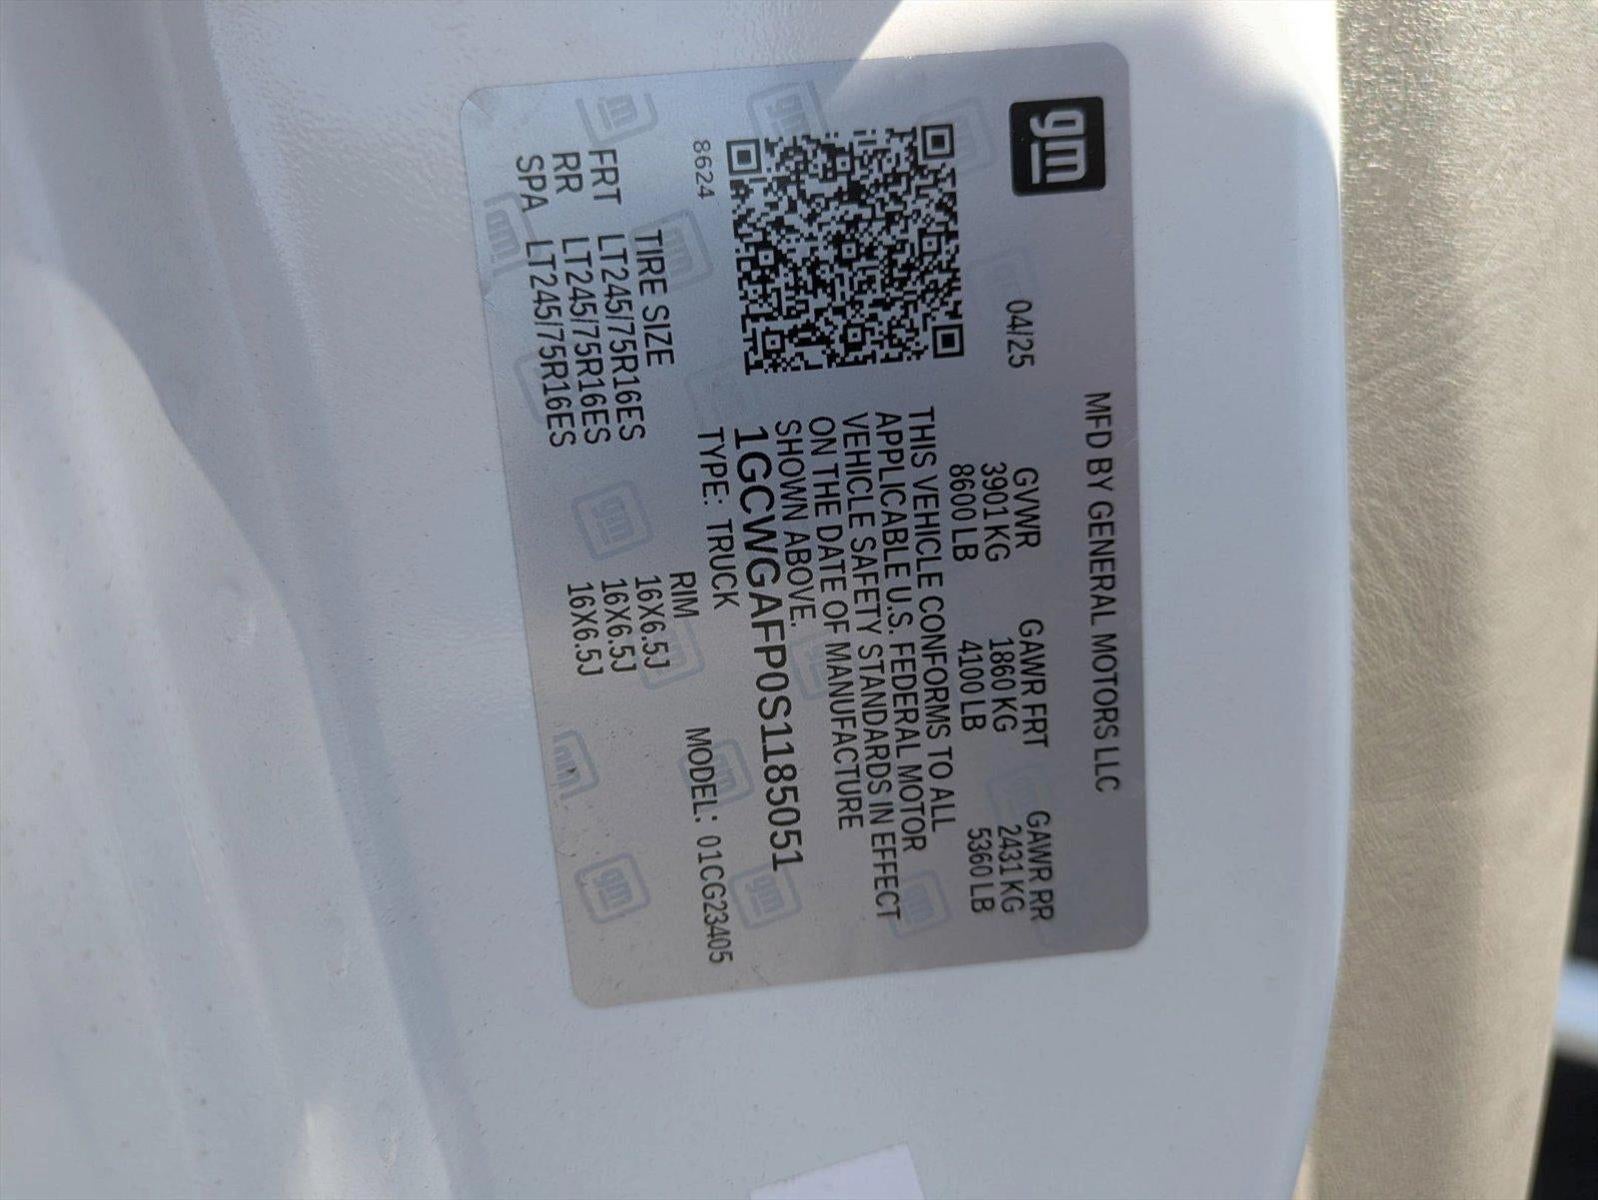 gm
MFD BY GENERAL MOTORS LLC
04/25
GVWR GAWR FRT GAWR RR
3901 KG 1860 KG 2431 KG
8600 LB 4100 LB 5360 LB
THIS VEHICLE CONFORMS TO ALL
APPLICABLE U.S. FEDERAL MOTOR
VEHICLE SAFETY STANDARDS IN EFFECT
ON THE DATE OF MANUFACTURE
SHOWN ABOVE.
1GCWGAFP0S1185051
8624
TYPE: TRUCK MODEL: 01CG23405
TIRE SIZE RIM
FRT LT245/75R16ES 16X6.5J
RR LT245/75R16ES 16X6.5J
SPA LT245/75R16ES 16X6.5J